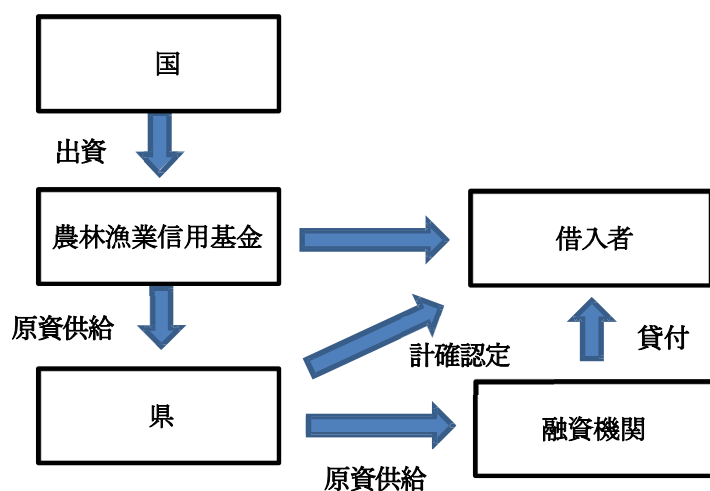 国
出資
農林漁業信用基金
借入者
原資供給
計確認定
貸付
県
融資機関
原資供給